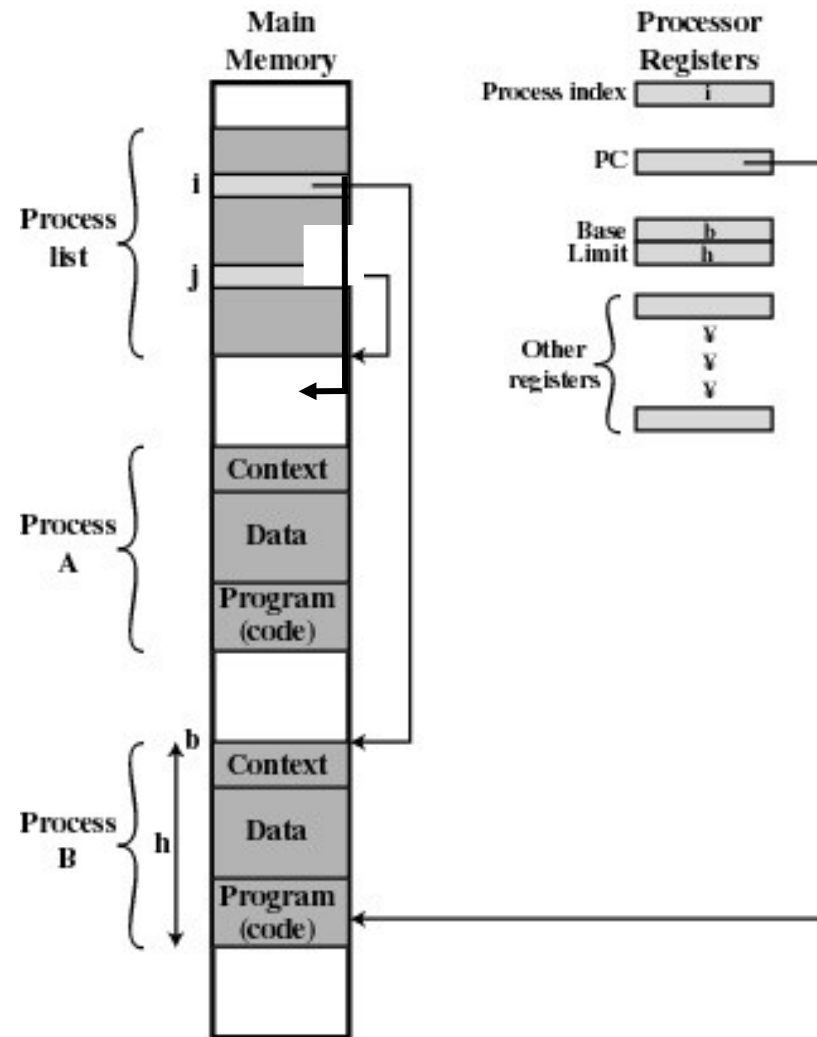 Main
Memory
Processor
Registers
Process index
i
PC
Base
b
Limit
h
Other
registers
¥
¥
¥
Process
list
i
j
Process
A
Context
Data
Program
(code)
Process
B
b
h
Context
Data
Program
(code)